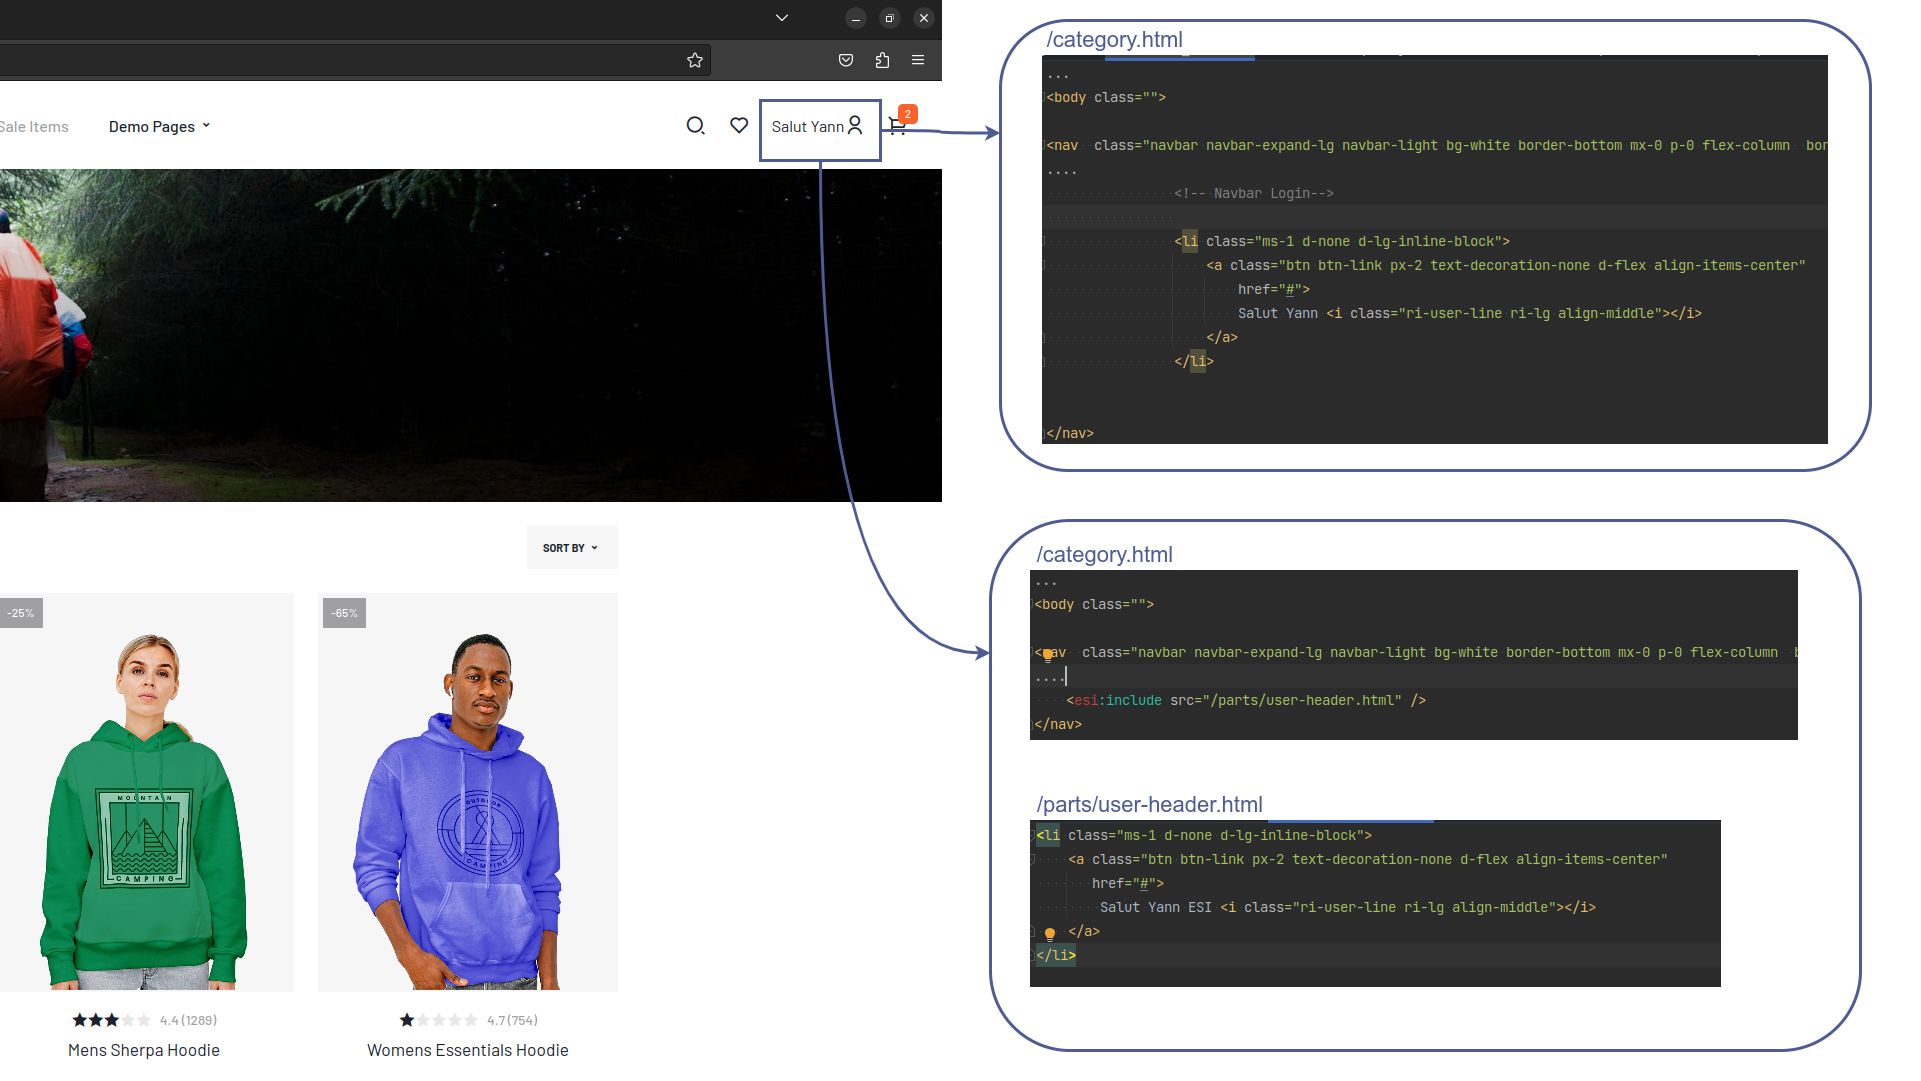 Sale Items
Demo Pages
Salut Yann
2
SORT BY
-25%
-65%
MOUNTAIN
CAMPING
OUTDOOR
CAMPING
4.4 (1289)
4.7 (754)
Mens Sherpa Hoodie
Womens Essentials Hoodie
/category.html
...
<body class="">
<nav  class="navbar navbar-expand-lg navbar-light bg-white border-bottom mx-0 p-0 flex-column  bor
....
<!-- Navbar Login-->
<li class="ms-1 d-none d-lg-inline-block">
<a class="btn btn-link px-2 text-decoration-none d-flex align-items-center"
href="#">
Salut Yann <i class="ri-user-line ri-lg align-middle"></i>
</a>
</li>
</nav>
/category.html
...
<body class="">
<nav  class="navbar navbar-expand-lg navbar-light bg-white border-bottom mx-0 p-0 flex-column  b
....
<esi:include src="/parts/user-header.html" />
</nav>
/parts/user-header.html
<li class="ms-1 d-none d-lg-inline-block">
<a class="btn btn-link px-2 text-decoration-none d-flex align-items-center"
href="#">
Salut Yann ESI <i class="ri-user-line ri-lg align-middle"></i>
</a>
</li>